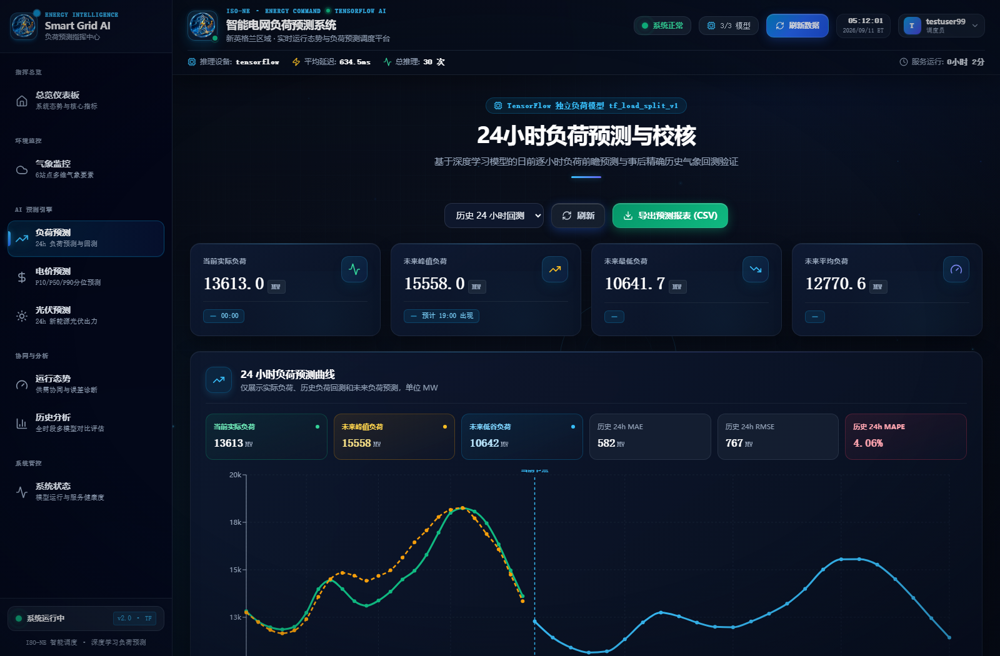 ENERGY INTELLIGENCE
Smart Grid AI
负荷预测指挥中心
指挥总览
总览仪表板
系统态势与核心指标
环境监控
气象监控
6站点多维气象要素
AI 预测引擎
负荷预测
24h 负荷预测与回测
电价预测
P10/P50/P90分位预测
光伏预测
24h 新能源光伏出力
协同与分析
运行态势
供需协同与误差诊断
历史分析
全时段多模型对比评估
系统管控
系统状态
模型运行与服务健康度
系统运行中
v2.0 · TF
ISO-NE 智能调度 · 深度学习负荷预测
ISO-NE · ENERGY COMMAND TENSORFLOW AI
智能电网负荷预测系统
新英格兰区域 · 实时运行态势与负荷预测调度平台
系统正常
3/3 模型
刷新数据
05:12:01
2026/09/11 ET
T
testuser99
调度员
推理设备: tensorflow
平均延迟: 634.5ms
总推理: 30 次
服务运行: 0小时 2分
TensorFlow 独立负荷模型 tf_load_split_v1
24小时负荷预测与校核
基于深度学习模型的日前逐小时负荷前瞻预测与事后精确历史气象回测验证
历史 24 小时回测
刷新
导出预测报表 (CSV)
当前实际负荷
13613.0 MW
— 00:00
未来峰值负荷
15558.0 MW
— 预计 19:00 出现
未来最低负荷
10641.7 MW
—
未来平均负荷
12770.6 MW
—
24 小时负荷预测曲线
仅展示实际负荷、历史负荷回测和未来负荷预测，单位 MW
当前实际负荷
13613 MW
未来峰值负荷
15558 MW
未来低谷负荷
10642 MW
历史 24h MAE
582 MW
历史 24h RMSE
767 MW
历史 24h MAPE
4.06%
当前节点
20k
18k
15k
13k